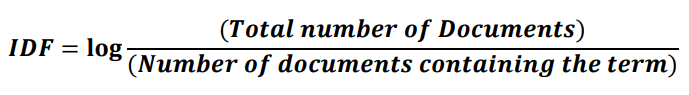 IDF = log (Total number of Documents) / (Number of documents containing the term)